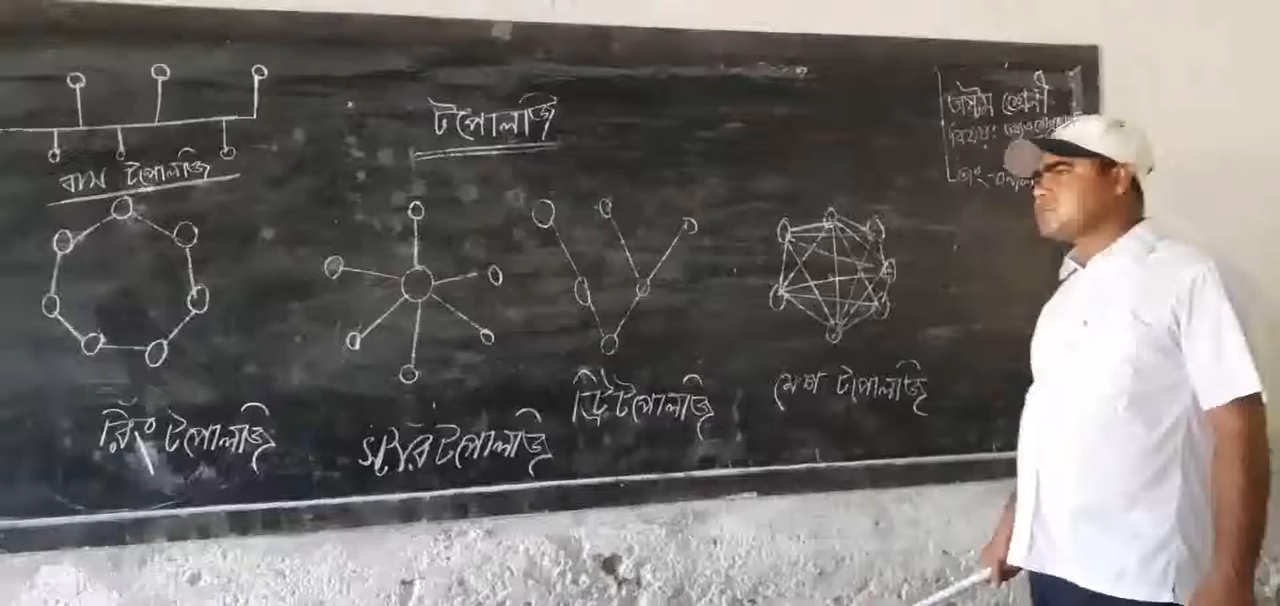 টপোলজি
অষ্টম শ্রেনী
বিষয়:
তাং-
বাস টপোলজি
রিং টপোলজি
স্টার টপোলজি
ট্রি টপোলজি
মেশ টপোলজি